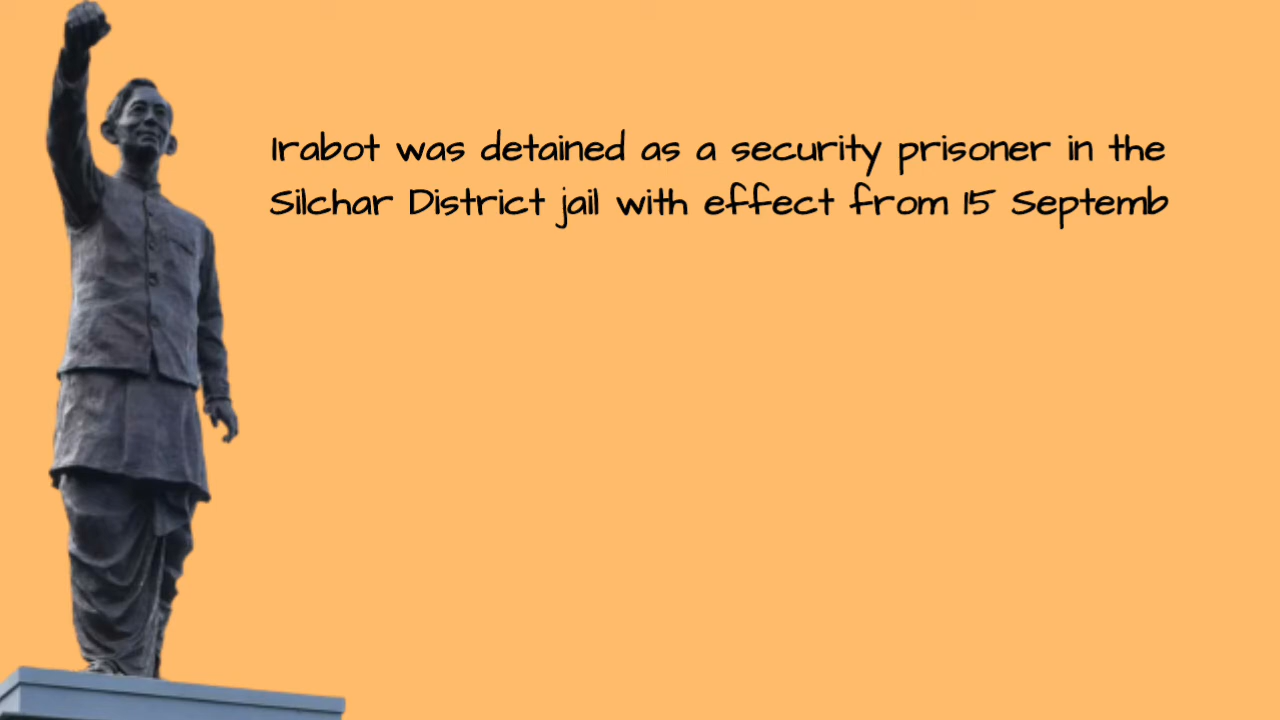 Irabot was detained as a security prisoner in the
Silchar District jail with effect from 15 Septemb